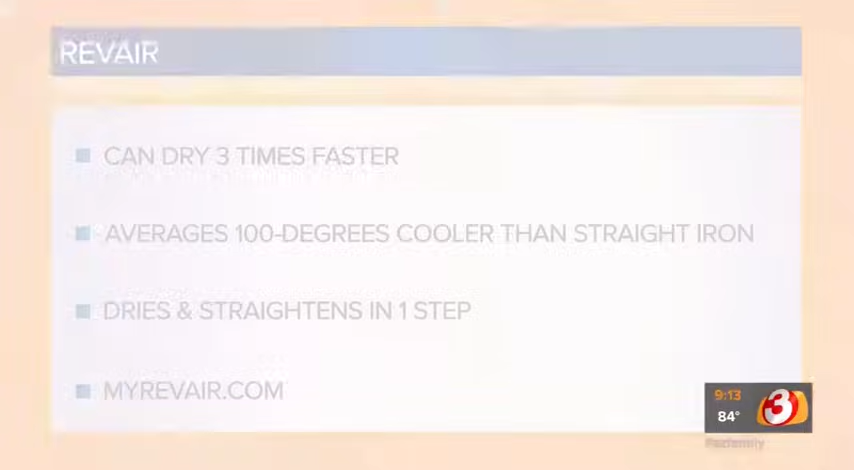 REVAIR
CAN DRY 3 TIMES FASTER
AVERAGES 100-DEGREES COOLER THAN STRAIGHT IRON
DRIES & STRAIGHTENS IN 1 STEP
MYREVAIR.COM
9:13
84°
3
#azfamily